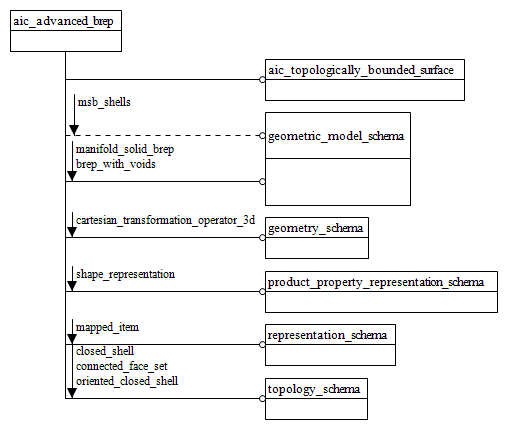 aic_advanced_brep
aic_topologically_bounded_surface
msb_shells
geometric_model_schema
manifold_solid_brep
brep_with_voids
cartesian_transformation_operator_3d
geometry_schema
shape_representation
product_property_representation_schema
mapped_item
representation_schema
closed_shell
connected_face_set
oriented_closed_shell
topology_schema